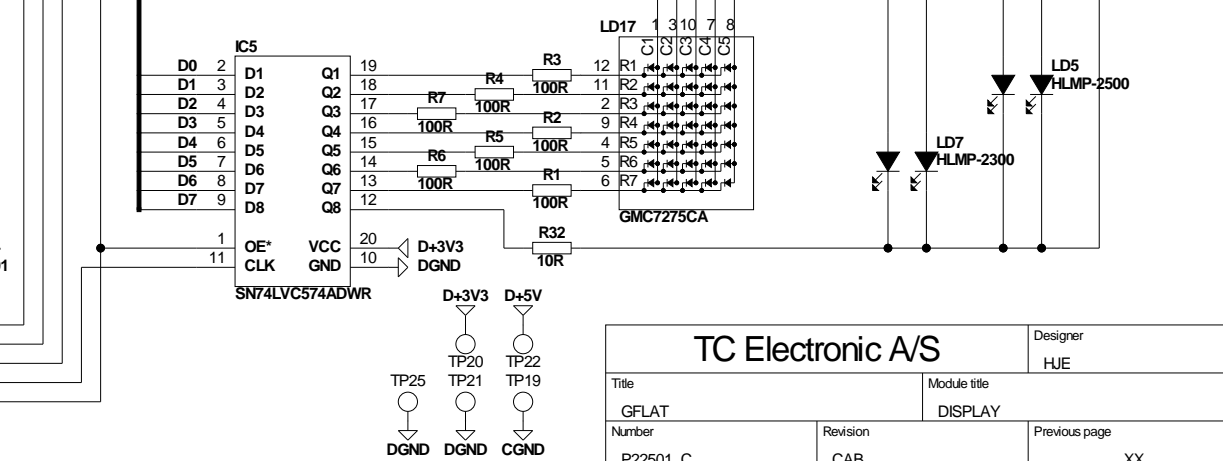 LD17 1 3 10 7 8
C1 C2 C3 C4 C5
IC5
D0 2 D1 Q1 19 R3 100R 12 R1
D1 3 D2 Q2 18 R4 100R 11 R2
D2 4 D3 Q3 17 R7 100R 2 R3
D3 5 D4 Q4 16 R2 100R 9 R4
D4 6 D5 Q5 15 R5 100R 4 R5
D5 7 D6 Q6 14 R6 100R 5 R6
D6 8 D7 Q7 13 R1 100R 6 R7
D7 9 D8 Q8 12
GMC7275CA
LD5
HLMP-2500
LD7
HLMP-2300
1 OE* VCC 20 D+3V3
11 CLK GND 10 DGND
R32
10R
SN74LVC574ADWR
D+3V3 D+5V
TP20 TP22
TP25 TP21 TP19
DGND DGND CGND
TC Electronic A/S
Designer
HJE
Title
GFLAT
Module title
DISPLAY
Number
P22501_C
Revision
CAB
Previous page
XX